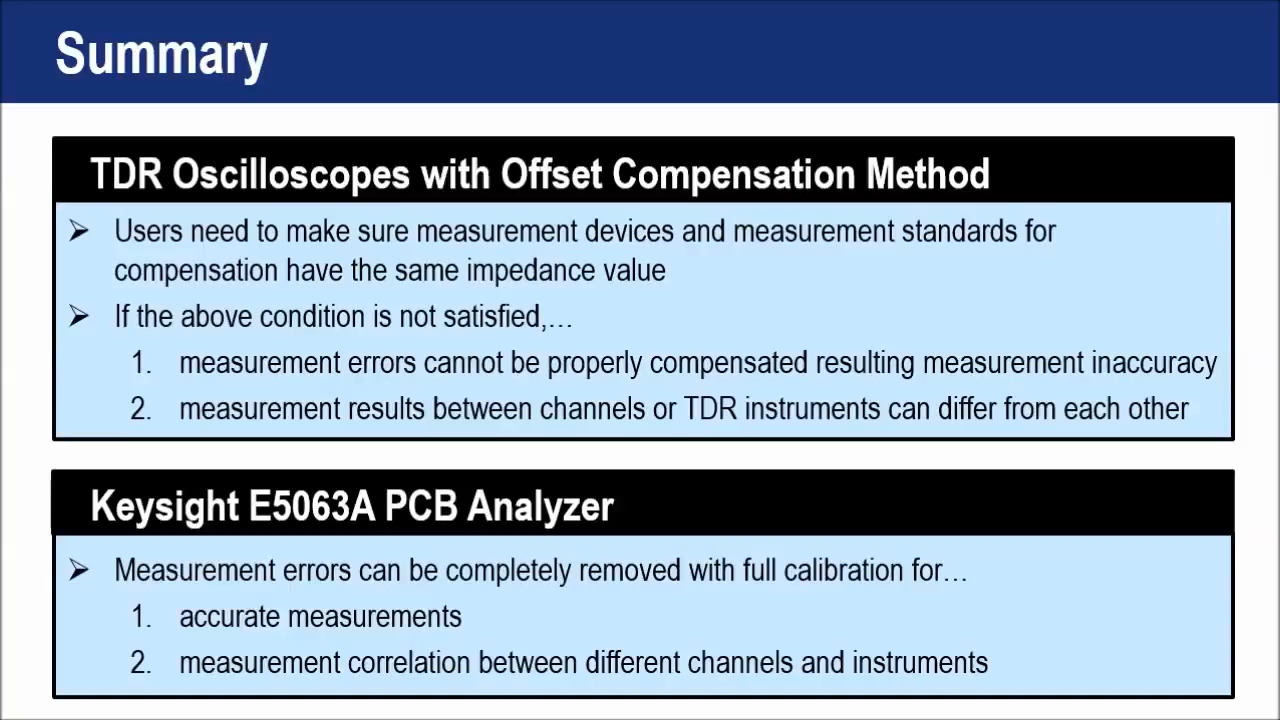 Summary
TDR Oscilloscopes with Offset Compensation Method
➢ Users need to make sure measurement devices and measurement standards for
compensation have the same impedance value
➢ If the above condition is not satisfied,…
1. measurement errors cannot be properly compensated resulting measurement inaccuracy
2. measurement results between channels or TDR instruments can differ from each other
Keysight E5063A PCB Analyzer
➢ Measurement errors can be completely removed with full calibration for…
1. accurate measurements
2. measurement correlation between different channels and instruments